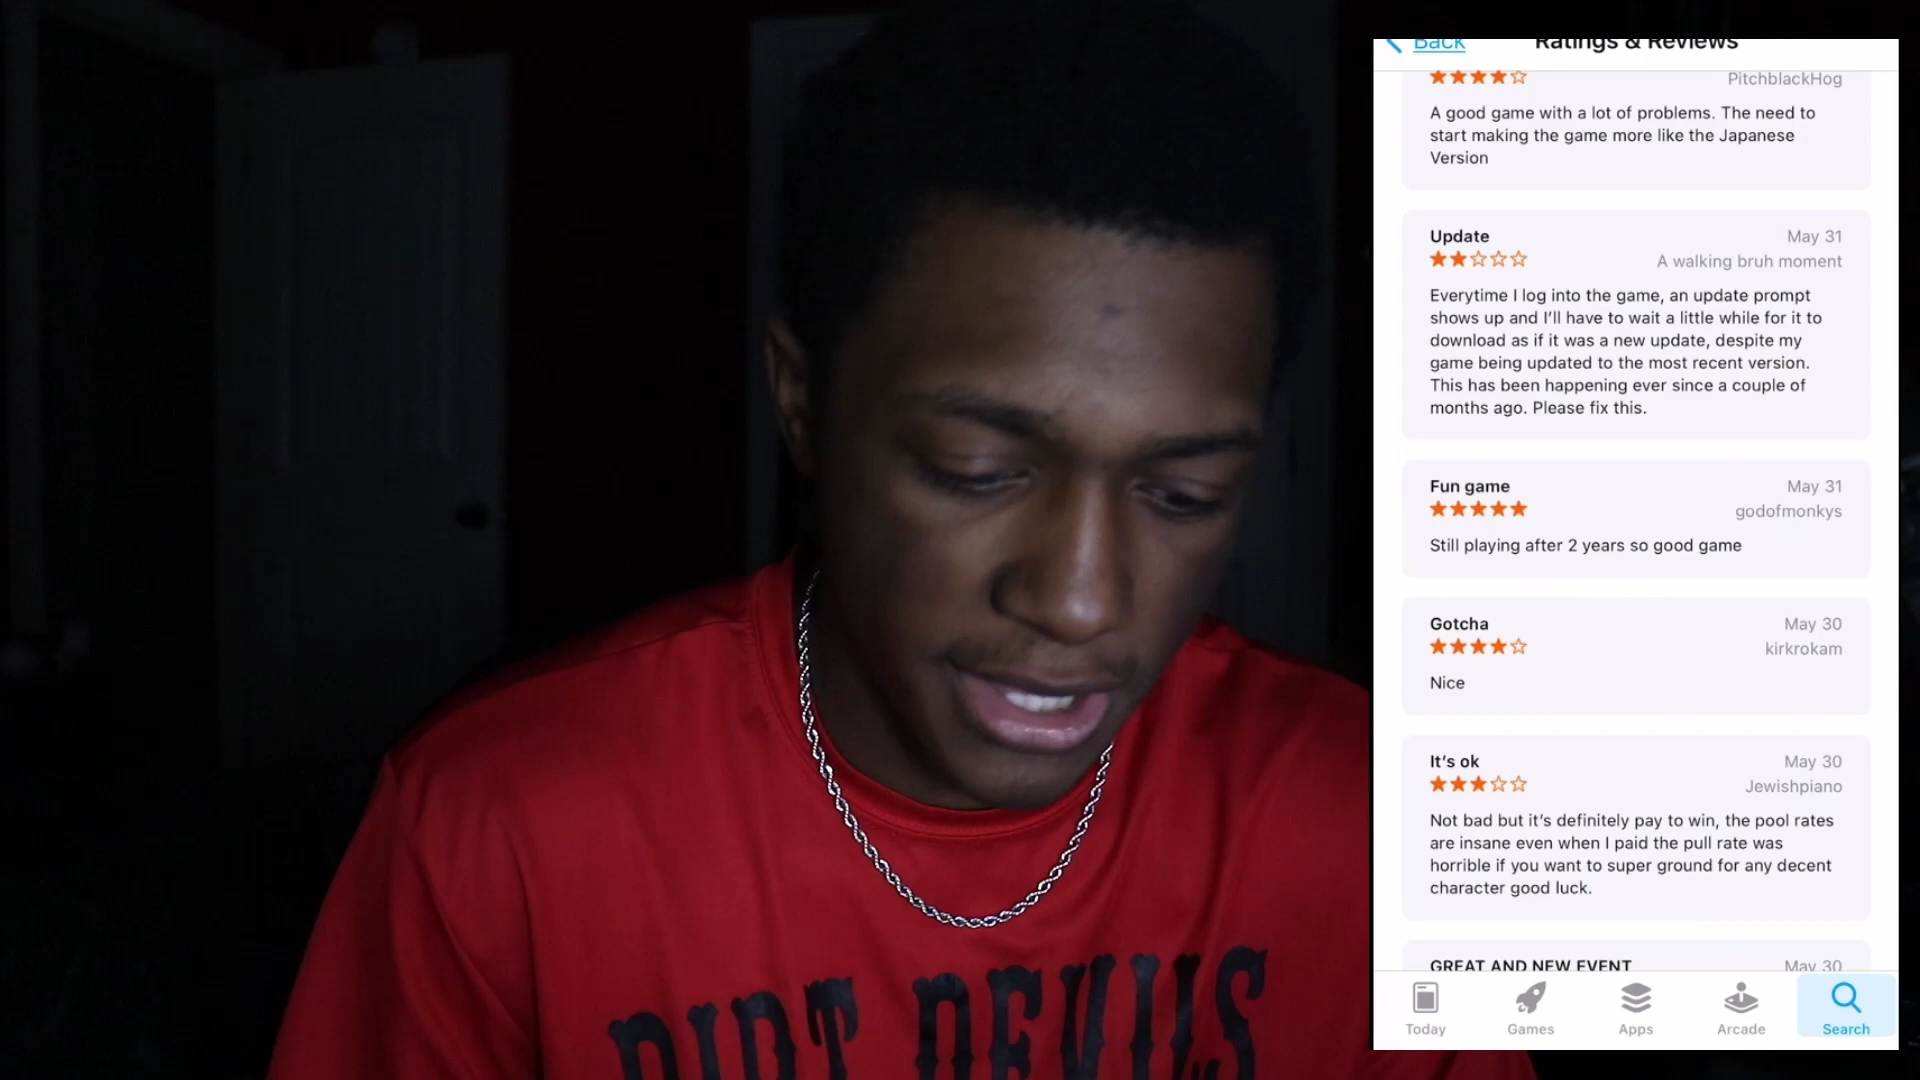 Back
Ratings & Reviews
PitchblackHog
A good game with a lot of problems. The need to
start making the game more like the Japanese
Version
Update
May 31
A walking bruh moment
Everytime I log into the game, an update prompt
shows up and I’ll have to wait a little while for it to
download as if it was a new update, despite my
game being updated to the most recent version.
This has been happening ever since a couple of
months ago. Please fix this.
Fun game
May 31
godofmonkys
Still playing after 2 years so good game
Gotcha
May 30
kirkrokam
Nice
It’s ok
May 30
Jewishpiano
Not bad but it’s definitely pay to win, the pool rates
are insane even when I paid the pull rate was
horrible if you want to super ground for any decent
character good luck.
GREAT AND NEW EVENT
May 30
Today
Games
Apps
Arcade
Search
DIRT DEVILS